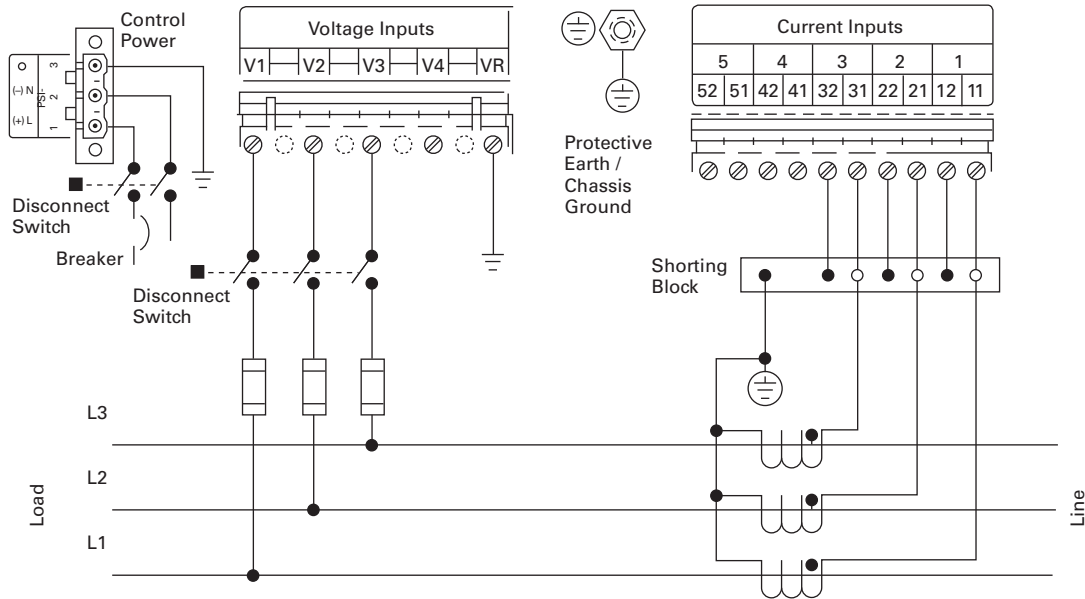 Control
Power
3
2
1
(–) N
(+) L
PSI-
Disconnect
Switch
Breaker
Voltage Inputs
V1 V2 V3 V4 VR
Disconnect
Switch
Protective
Earth /
Chassis
Ground
Current Inputs
5 4 3 2 1
52 51 42 41 32 31 22 21 12 11
Shorting
Block
L3
L2
L1
Load
Line